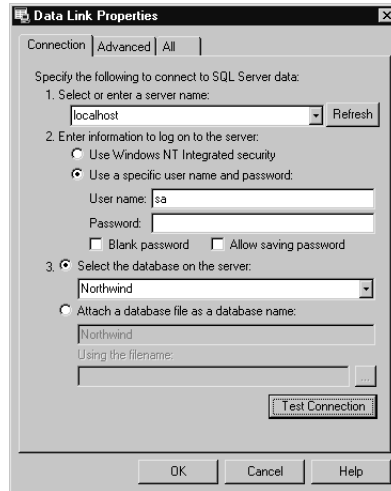 Data Link Properties
Connection Advanced All
Specify the following to connect to SQL Server data:
1. Select or enter a server name:
localhost Refresh
2. Enter information to log on to the server:
Use Windows NT Integrated security
Use a specific user name and password:
User name: sa
Password:
Blank password Allow saving password
3. Select the database on the server:
Northwind
Attach a database file as a database name:
Northwind
Using the filename:
...
Test Connection
OK Cancel Help